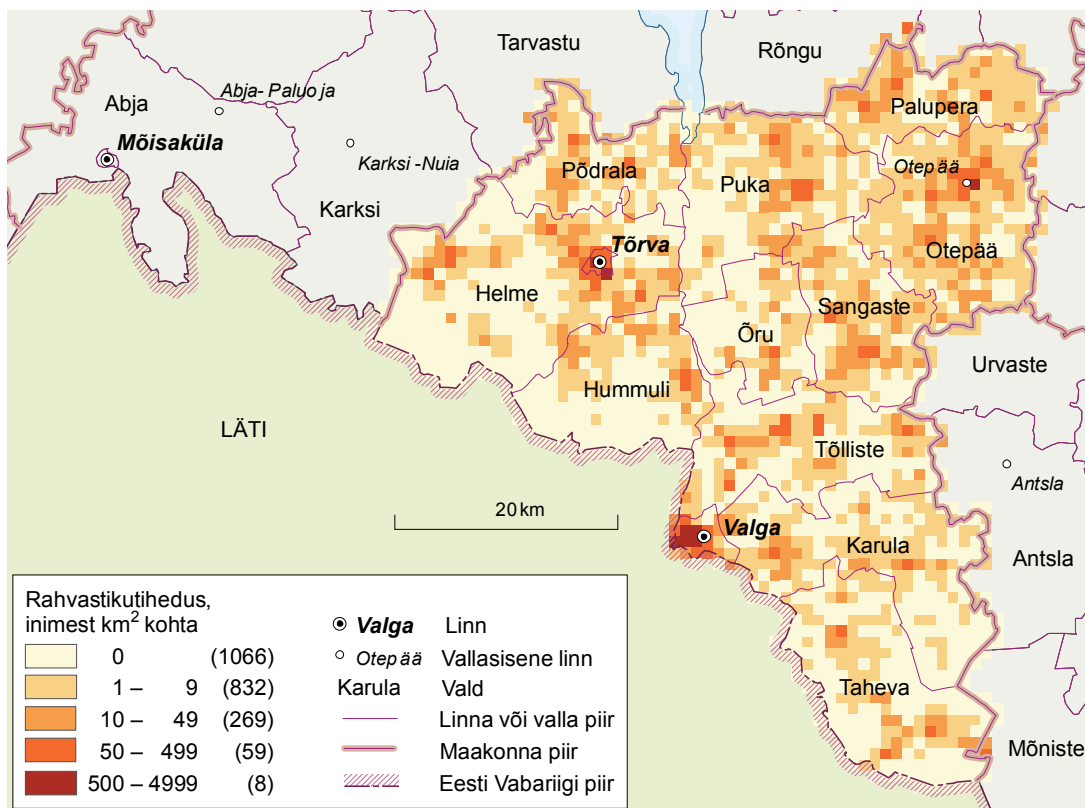 Tarvastu
Rõngu
Abja
Abja-Paluoja
Palupera
Mõisaküla
Karksi-Nuia
Põdrala
Puka
Otepää
Karksi
Tõrva
Otepää
Helme
Sangaste
Õru
Urvaste
Hummuli
LÄTI
Tõlliste
Antsla
20 km
Valga
Karula
Antsla
Taheva
Mõniste
Rahvastikutihedus,
inimest km² kohta
0 (1066)
1 – 9 (832)
10 – 49 (269)
50 – 499 (59)
500 – 4999 (8)
Valga Linn
Otepää Vallasisene linn
Karula Vald
Linna või valla piir
Maakonna piir
Eesti Vabariigi piir